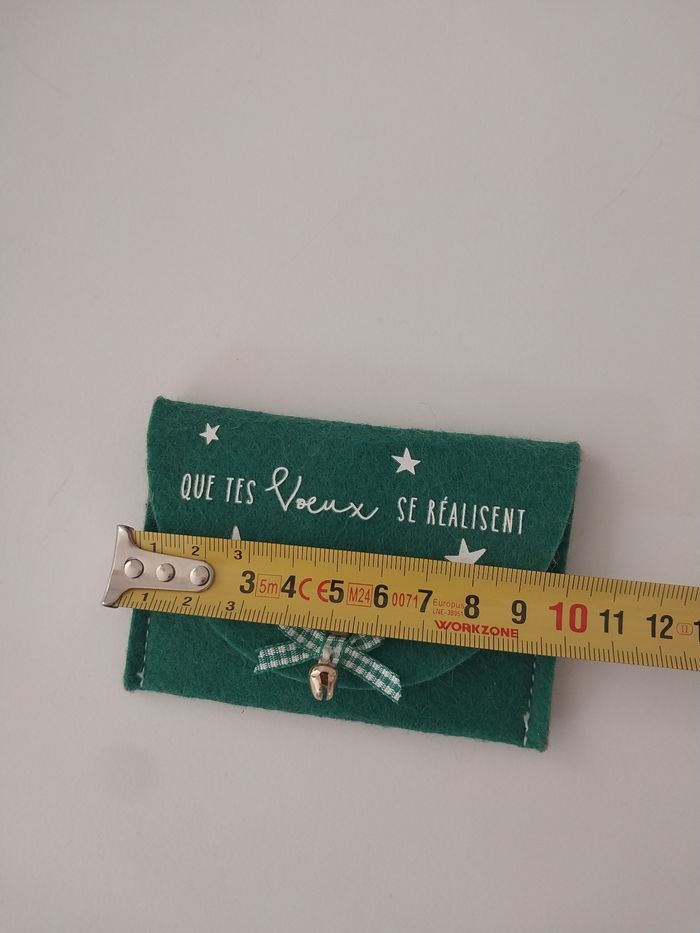 QUE TES Voeux SE RÉALISENT
1 2 3
3 5m 4 CE 5 M24 6 0071 7 Europus 8 9 10 11 12
WORKZONE
1 2 3